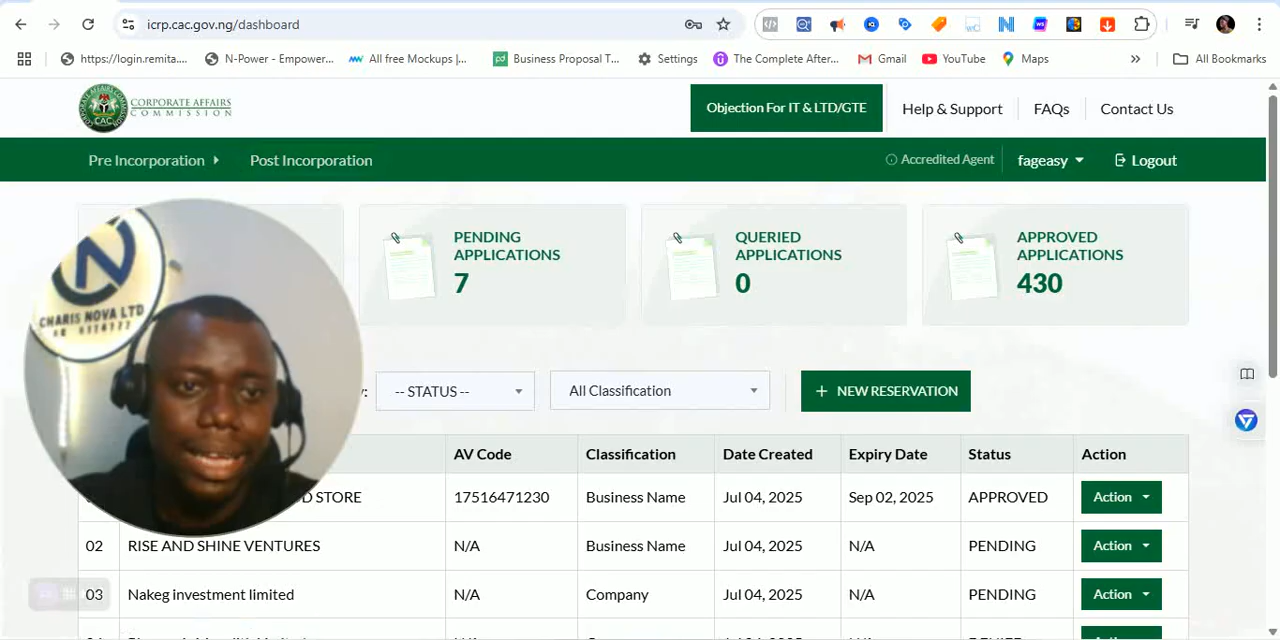 icrp.cac.gov.ng/dashboard
https://login.remita....
N-Power - Empower...
All free Mockups |...
Business Proposal T...
Settings
The Complete After...
Gmail
YouTube
Maps
»
All Bookmarks
CORPORATE AFFAIRS
COMMISSION
CAC
Objection For IT & LTD/GTE
Help & Support
FAQs
Contact Us
Pre Incorporation
Post Incorporation
Accredited Agent
fageasy
Logout
PENDING
APPLICATIONS
7
QUERIED
APPLICATIONS
0
APPROVED
APPLICATIONS
430
N
CHARIS NOVA LTD
-- STATUS --
All Classification
+ NEW RESERVATION
AV Code Classification Date Created Expiry Date Status Action
STORE 17516471230 Business Name Jul 04, 2025 Sep 02, 2025 APPROVED Action
02 RISE AND SHINE VENTURES N/A Business Name Jul 04, 2025 N/A PENDING Action
03 Nakeg investment limited N/A Company Jul 04, 2025 N/A PENDING Action